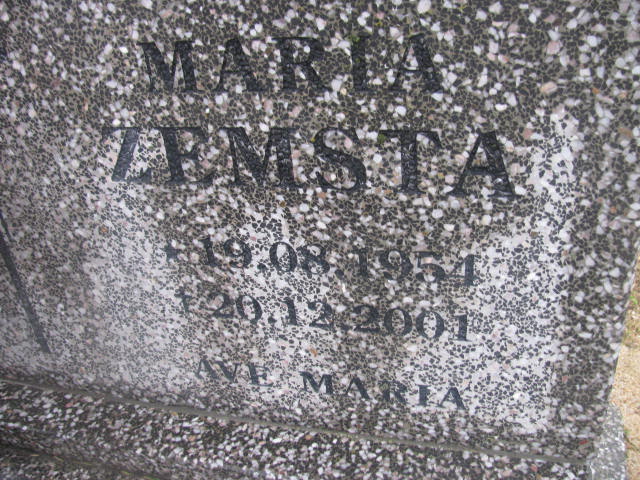 MARIA
ZEMSTA
* 19.08.1954
† 20.12.2001
AVE MARIA